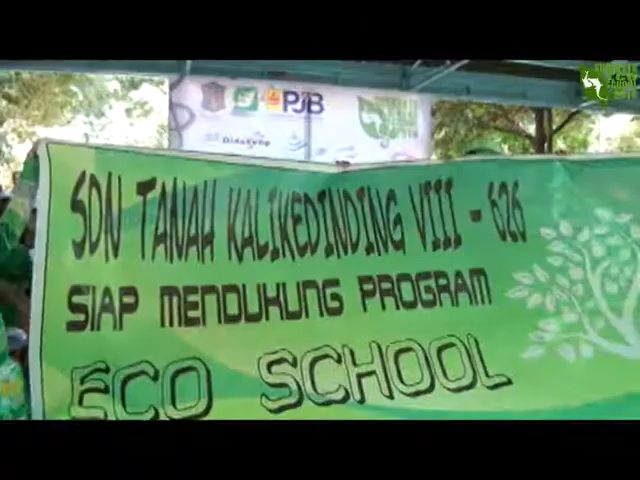 PJB
SDN TANAH KALIKEDINDING VIII - 626
SIAP MENDUKUNG PROGRAM
ECO SCHOOL